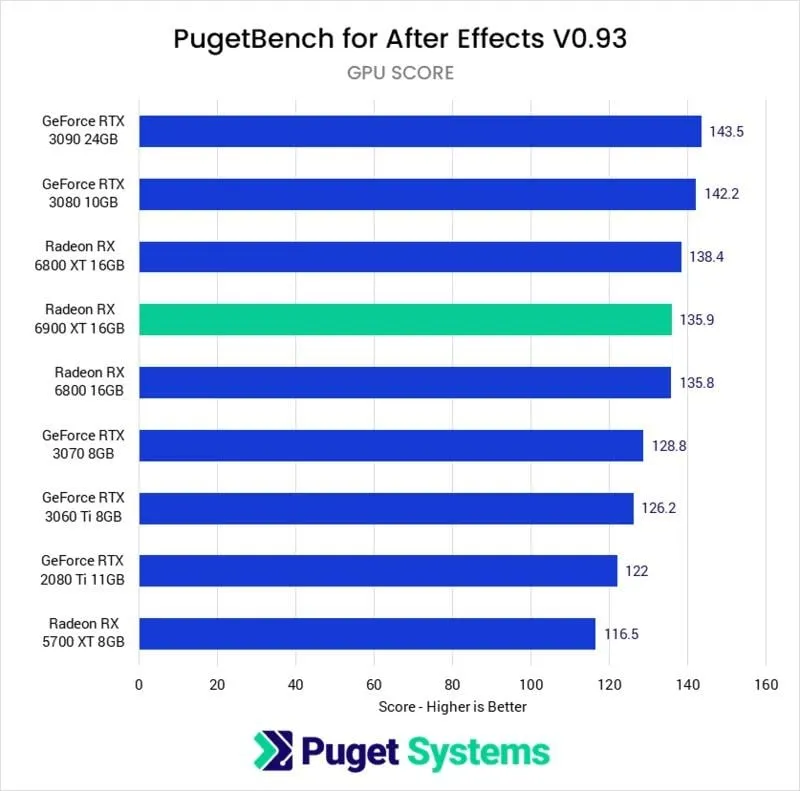 PugetBench for After Effects V0.93
GPU SCORE
GeForce RTX
3090 24GB
143.5
GeForce RTX
3080 10GB
142.2
Radeon RX
6800 XT 16GB
138.4
Radeon RX
6900 XT 16GB
135.9
Radeon RX
6800 16GB
135.8
GeForce RTX
3070 8GB
128.8
GeForce RTX
3060 Ti 8GB
126.2
GeForce RTX
2080 Ti 11GB
122
Radeon RX
5700 XT 8GB
116.5
0 20 40 60 80 100 120 140 160
Score - Higher is Better
Puget Systems